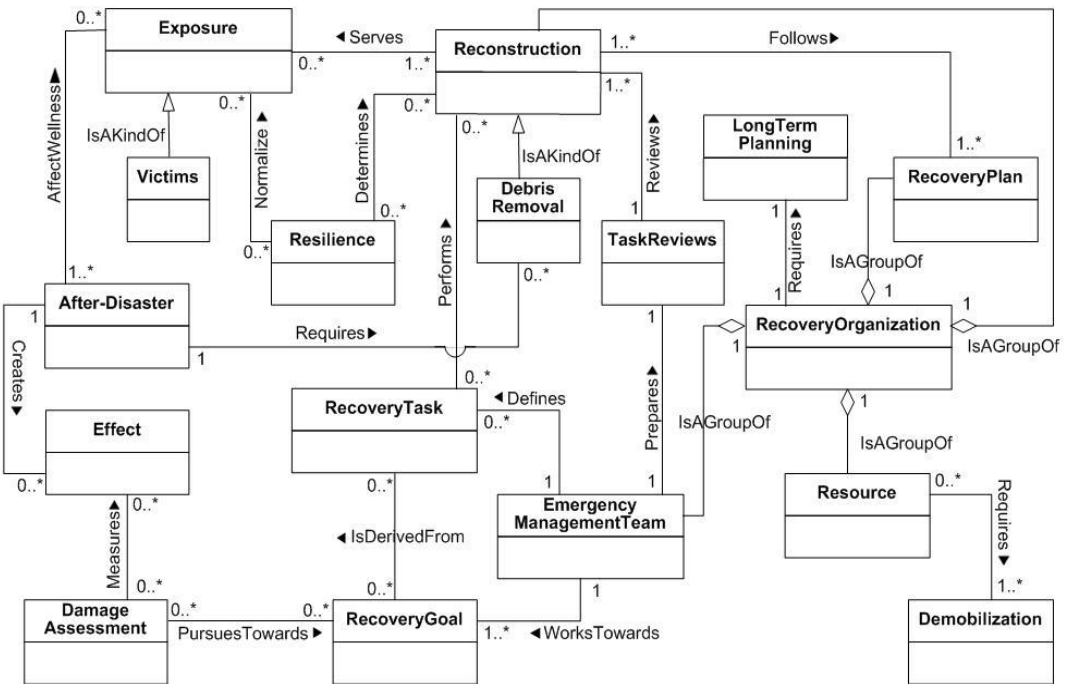 0..*
Exposure
◄ Serves
0..*
1..*
Reconstruction
1..*
Follows►
1..*
1..*
AffectWellness►
IsAKindOf
0..*
Normalize►
Determines►
0..*
0..*
IsAKindOf
Reviews►
LongTerm
Planning
RecoveryPlan
Victims
Debris
Removal
0..*
0..*
Resilience
1
TaskReviews
1
Requires►
IsAGroupOf
1..*
After-Disaster
Performs►
0..*
1
1
1
1
Requires►
1
1
RecoveryOrganization
1
IsAGroupOf
Creates►
0..*
RecoveryTask
◄ Defines
0..*
Prepares►
IsAGroupOf
1
IsAGroupOf
Effect
0..*
0..*
0..*
1
1
Resource
0..*
Requires►
Measures►
◄ IsDerivedFrom
Emergency
ManagementTeam
0..*
0..*
1
1..*
Damage
Assessment
0..*
0..*
PursuesTowards ►
RecoveryGoal
1..*
◄WorksTowards
Demobilization